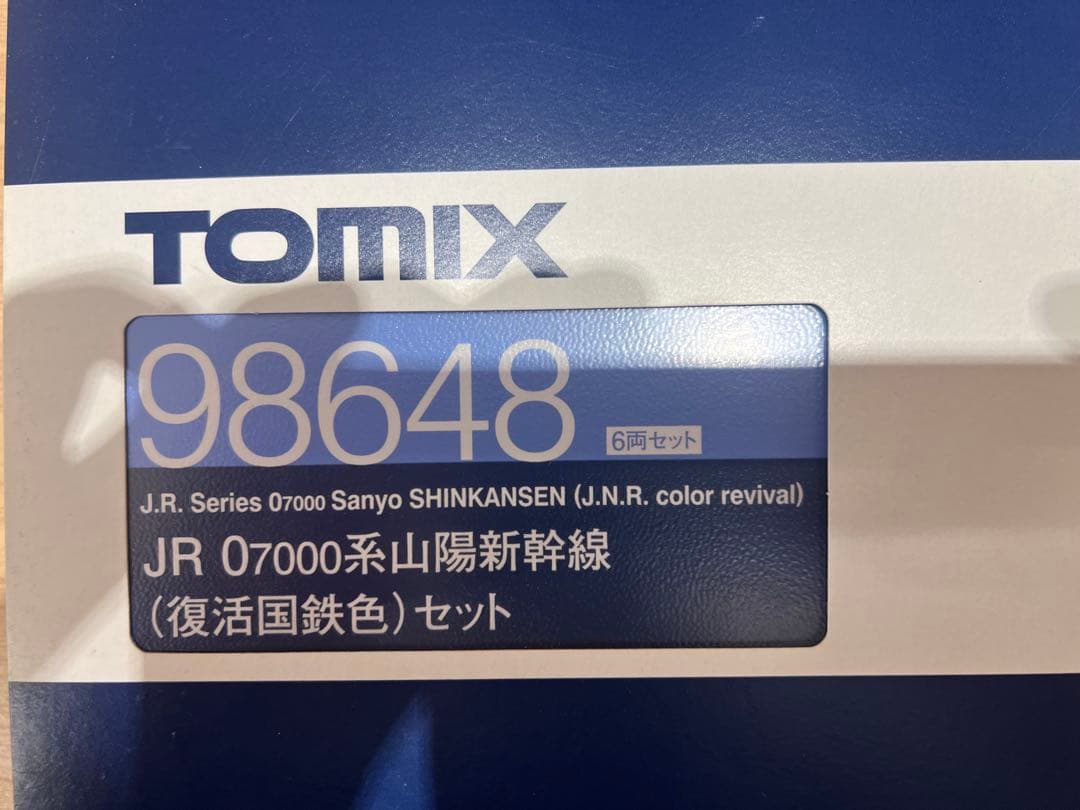 TOMIX
98648 6両セット
J.R. Series 07000 Sanyo SHINKANSEN (J.N.R. color revival)
JR 07000系山陽新幹線
(復活国鉄色)セット